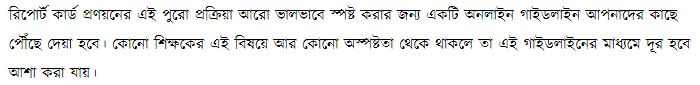 রিপোর্ট কার্ড প্রণয়নের এই পুরো প্রক্রিয়া আরো ভালভাবে স্পষ্ট করার জন্য একটি অনলাইন গাইডলাইন আপনাদের কাছে
পৌঁছে দেয়া হবে। কোনো শিক্ষকের এই বিষয়ে আর কোনো অস্পষ্টতা থেকে থাকলে তা এই গাইডলাইনের মাধ্যমে দূর হবে
আশা করা যায়।